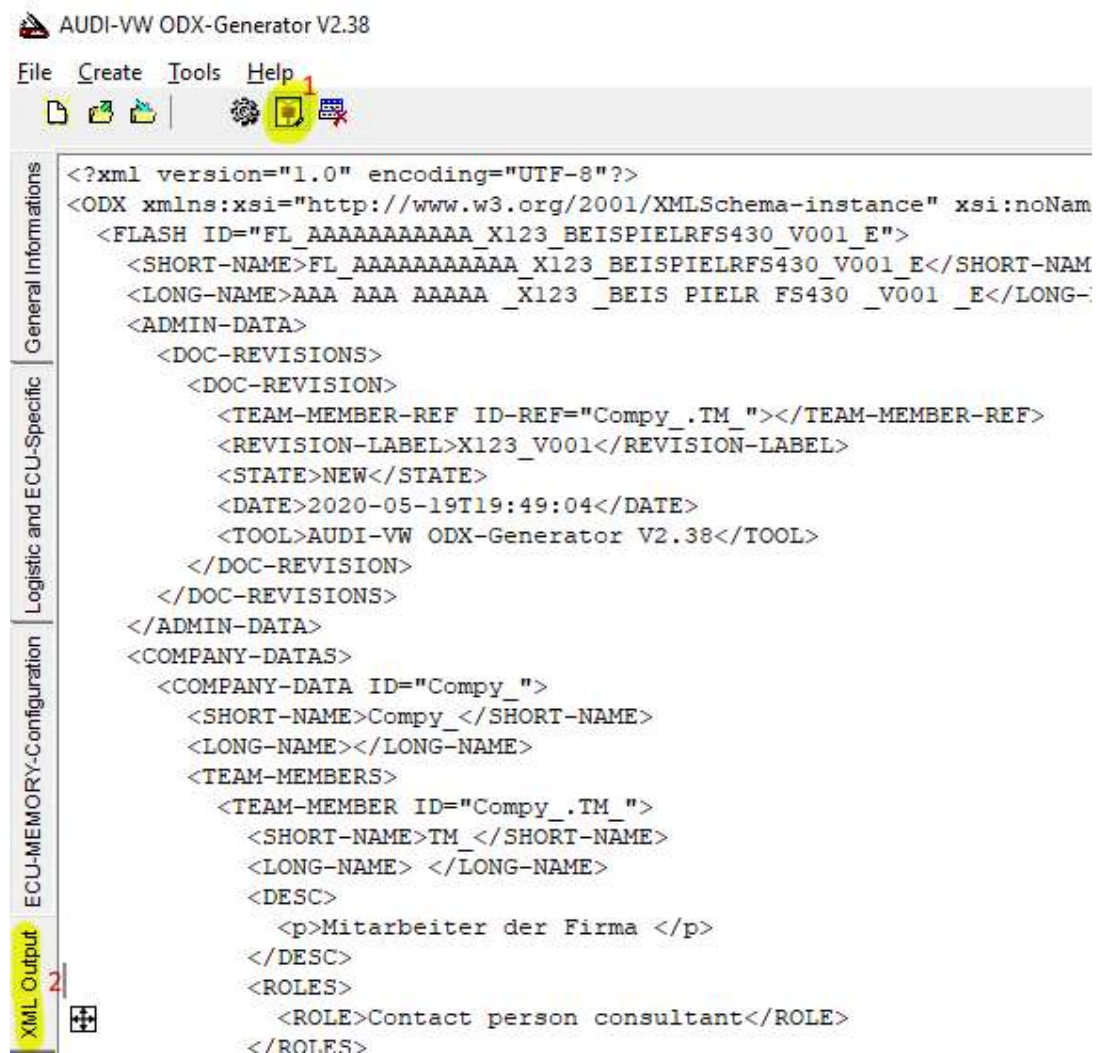 AUDI-VW ODX-Generator V2.38
File Create Tools Help
1
General Informations
Logistic and ECU-Specific
ECU-MEMORY-Configuration
XML Output
2
<?xml version="1.0" encoding="UTF-8"?>
<ODX xmlns:xsi="http://www.w3.org/2001/XMLSchema-instance" xsi:noNam
<FLASH ID="FL_AAAAAAAAAAA_X123_BEISPIELRFS430_V001_E">
<SHORT-NAME>FL_AAAAAAAAAAA_X123_BEISPIELRFS430_V001_E</SHORT-NAM
<LONG-NAME>AAA AAA AAAAA _X123 _BEIS PIELR FS430 _V001 _E</LONG-
<ADMIN-DATA>
<DOC-REVISIONS>
<DOC-REVISION>
<TEAM-MEMBER-REF ID-REF="Compy_.TM_"></TEAM-MEMBER-REF>
<REVISION-LABEL>X123_V001</REVISION-LABEL>
<STATE>NEW</STATE>
<DATE>2020-05-19T19:49:04</DATE>
<TOOL>AUDI-VW ODX-Generator V2.38</TOOL>
</DOC-REVISION>
</DOC-REVISIONS>
</ADMIN-DATA>
<COMPANY-DATAS>
<COMPANY-DATA ID="Compy_">
<SHORT-NAME>Compy_</SHORT-NAME>
<LONG-NAME></LONG-NAME>
<TEAM-MEMBERS>
<TEAM-MEMBER ID="Compy_.TM_">
<SHORT-NAME>TM_</SHORT-NAME>
<LONG-NAME> </LONG-NAME>
<DESC>
<p>Mitarbeiter der Firma </p>
</DESC>
<ROLES>
<ROLE>Contact person consultant</ROLE>
</ROLES>